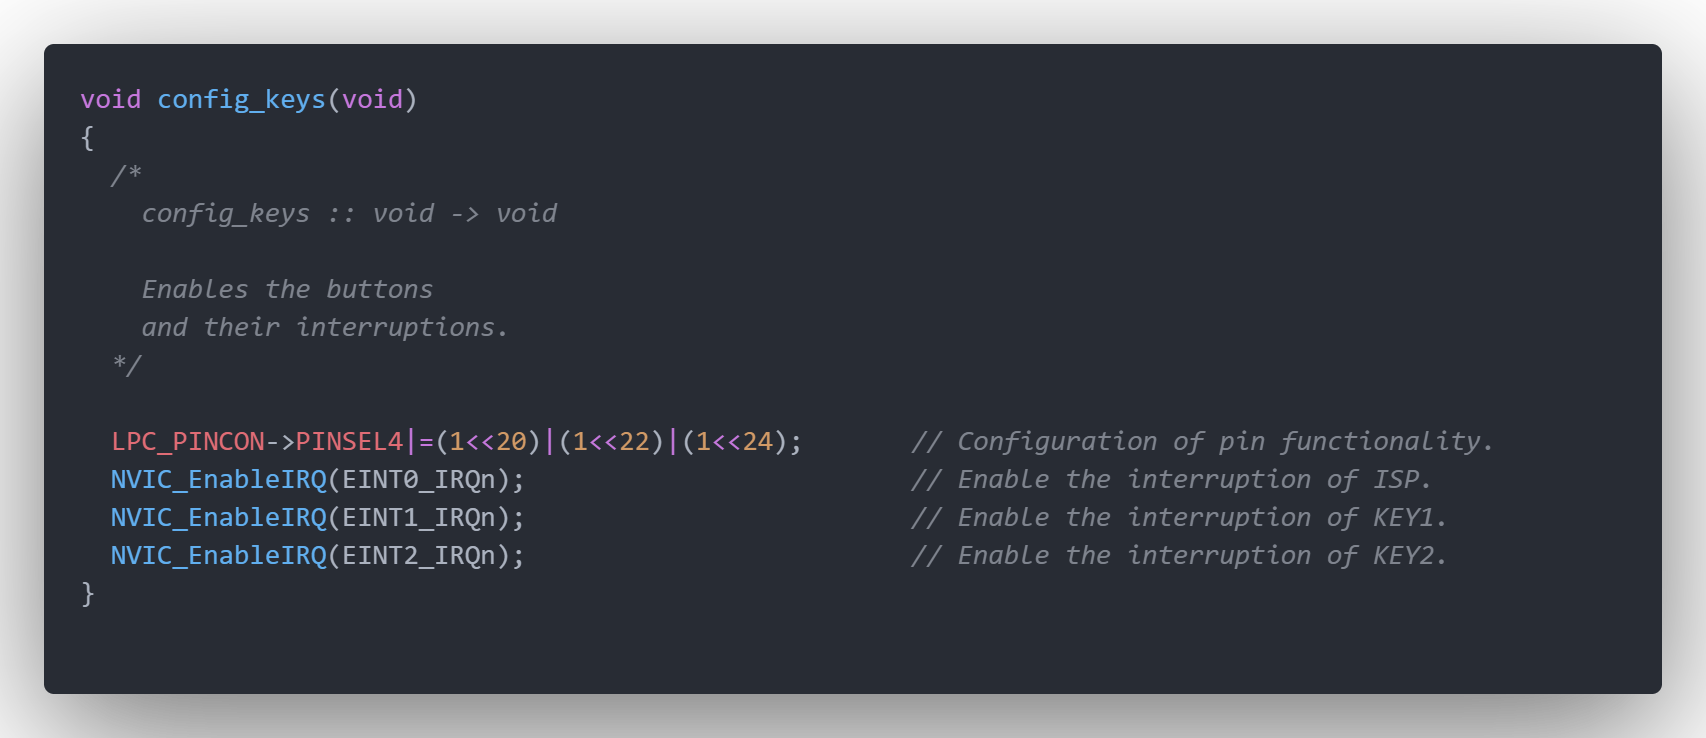 void config_keys(void)
{
  /*
    config_keys :: void -> void

    Enables the buttons
    and their interruptions.
  */

  LPC_PINCON->PINSEL4|=(1<<20)|(1<<22)|(1<<24);       // Configuration of pin functionality.
  NVIC_EnableIRQ(EINT0_IRQn);                         // Enable the interruption of ISP.
  NVIC_EnableIRQ(EINT1_IRQn);                         // Enable the interruption of KEY1.
  NVIC_EnableIRQ(EINT2_IRQn);                         // Enable the interruption of KEY2.
}